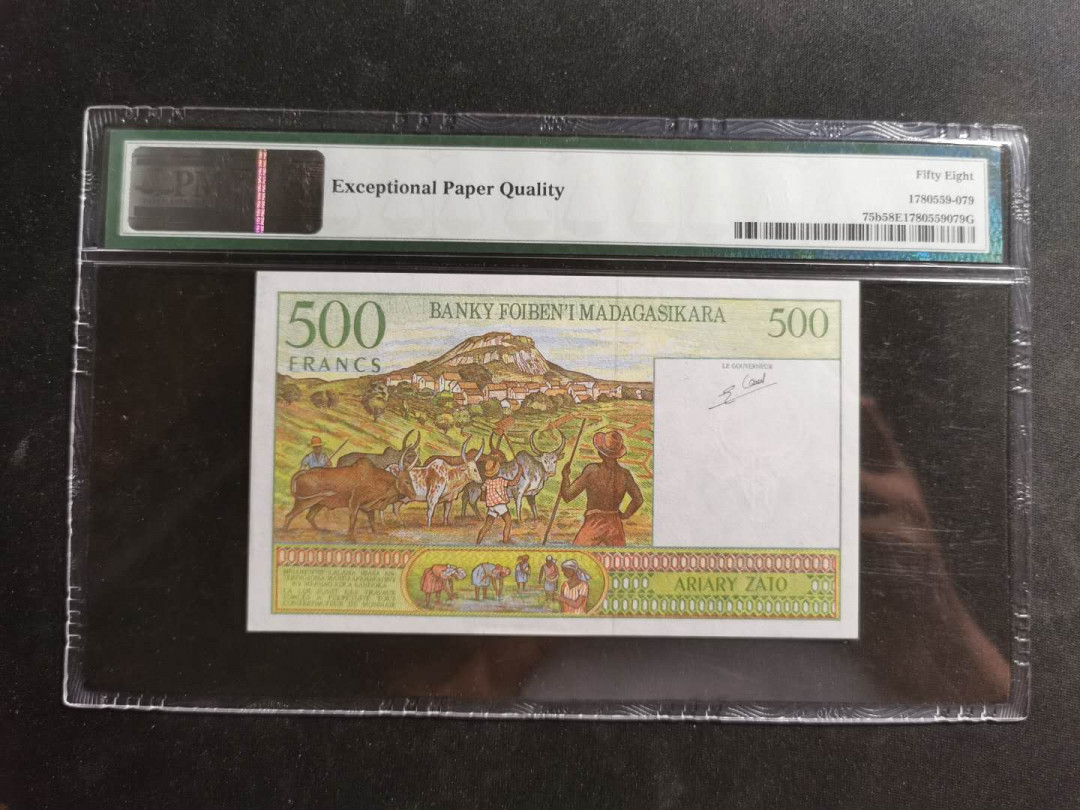 Exceptional Paper Quality
Fifty Eight
1780559-079
75b58E1780559079G
500
BANKY FOIBEN'I MADAGASIKARA
500
FRANCS
LE GOUVERNEUR
ARIARY ZATO